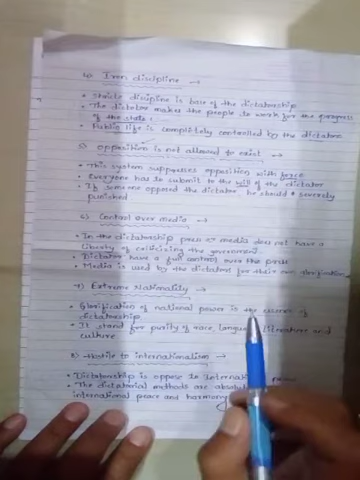 4) Iron discipline →
• Stricte discipline is base of the dictatorship
• The dictator makes the people to work for the progress
of the state.
• Public life is completely controlled by the dictator
5) Opposition is not allowed to exist →
• This system suppresses opposition with force
• Everyone has to submit to the will of the dictator
• If someone opposed the dictator he should severely
punished
6) Control over media →
• In the dictatorship press or media does not have a
liberty of criticising the government.
• Dictator have a full control over the press
• Media is used by the dictator for their own glorification
7) Extreme Nationality →
• Glorification of national power is the of
dictatorship
• It stand for purity of race, language, literature and
culture
8) Hostile to internationalism →
• Dictatorship is oppose to international
• The dictatorial methods are
international peace and harmony